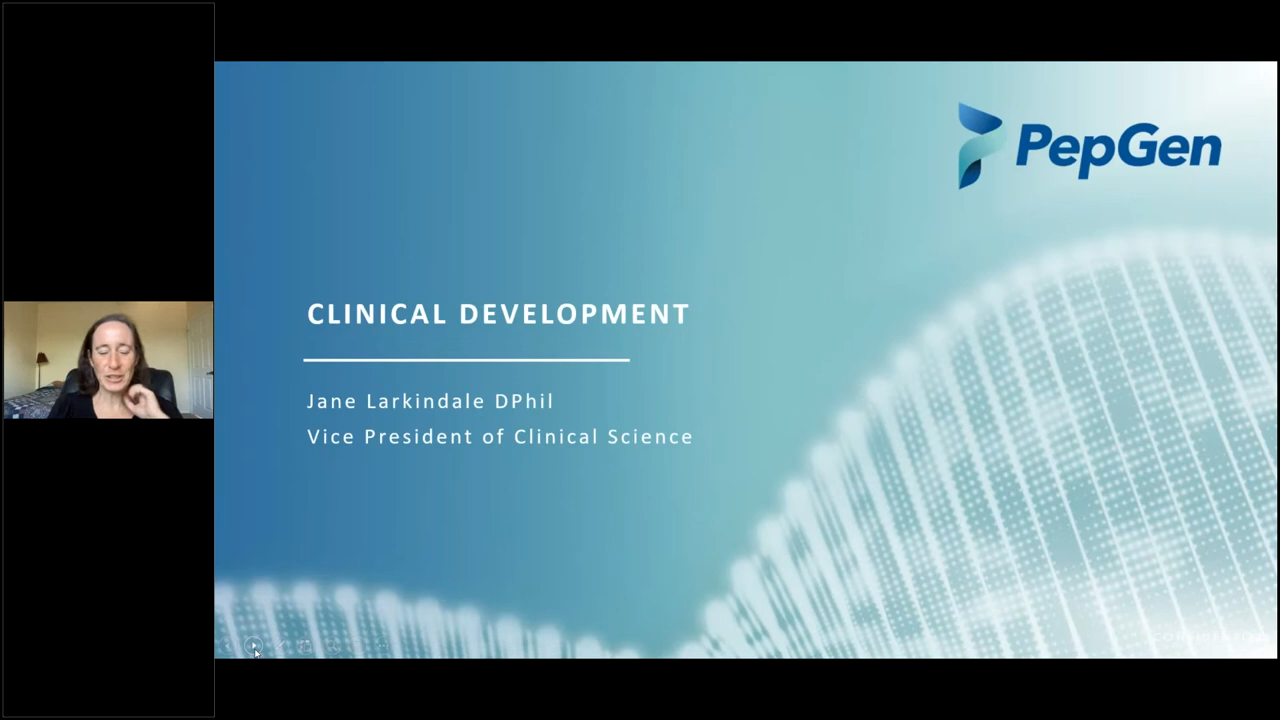 PepGen
CLINICAL DEVELOPMENT
Jane Larkindale DPhil
Vice President of Clinical Science